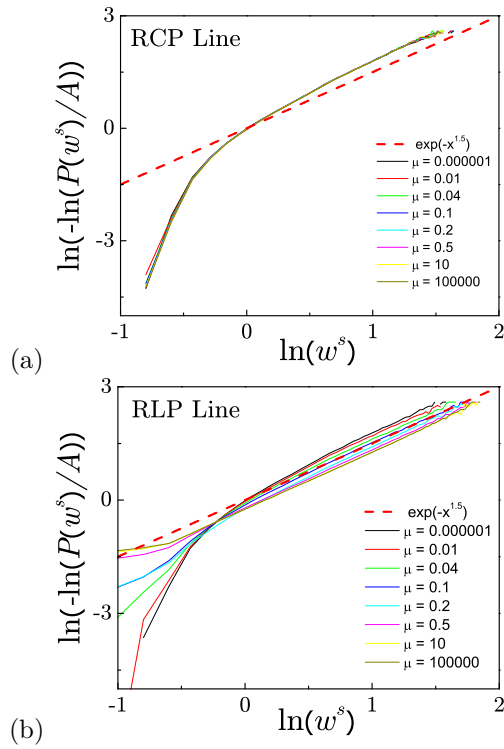 RCP Line
3
0
-3
ln(-ln(P(w^s)/A))
exp(-x^1.5)
μ = 0.000001
μ = 0.01
μ = 0.04
μ = 0.1
μ = 0.2
μ = 0.5
μ = 10
μ = 100000
-1 0 1 2
ln(w^s)
(a)
RLP Line
3
0
-3
ln(-ln(P(w^s)/A))
exp(-x^1.5)
μ = 0.000001
μ = 0.01
μ = 0.04
μ = 0.1
μ = 0.2
μ = 0.5
μ = 10
μ = 100000
-1 0 1 2
ln(w^s)
(b)